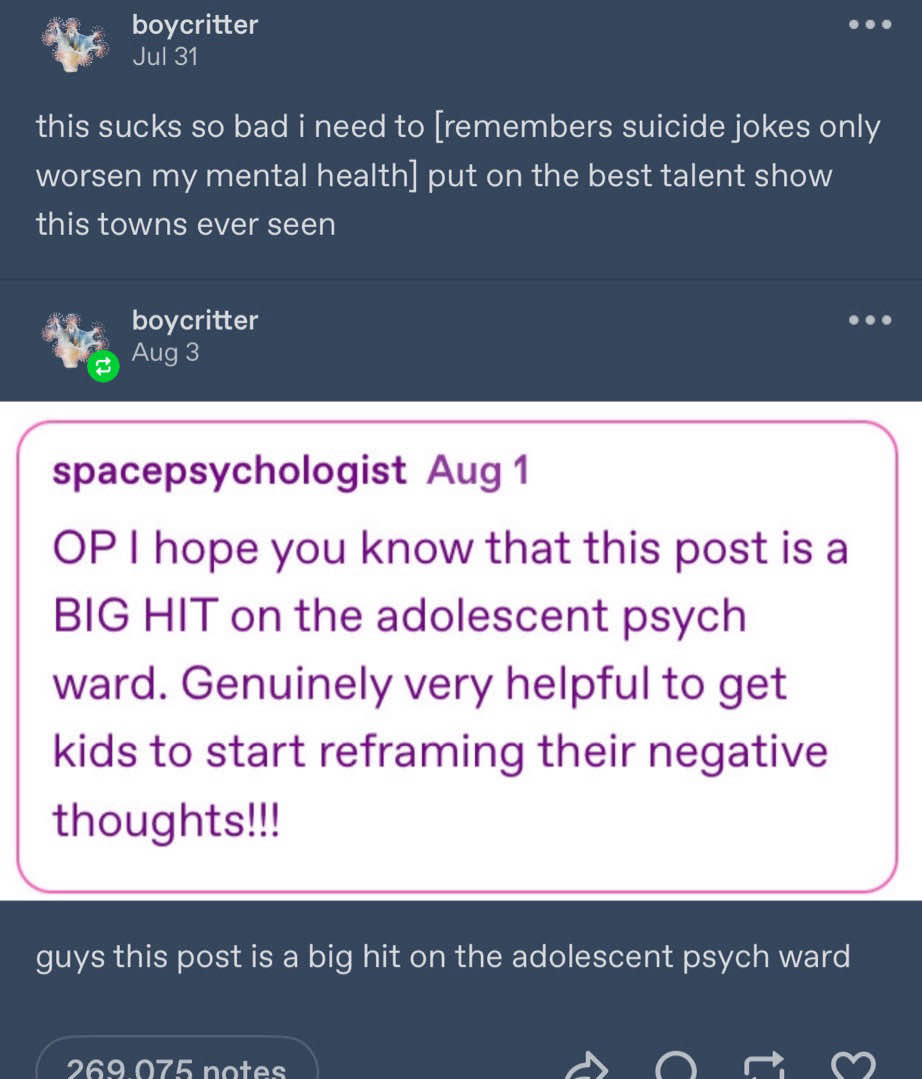 boycritter
Jul 31
this sucks so bad i need to [remembers suicide jokes only
worsen my mental health] put on the best talent show
this towns ever seen
boycritter
Aug 3
spacepsychologist Aug 1
OP I hope you know that this post is a
BIG HIT on the adolescent psych
ward. Genuinely very helpful to get
kids to start reframing their negative
thoughts!!!
guys this post is a big hit on the adolescent psych ward
269,075 notes